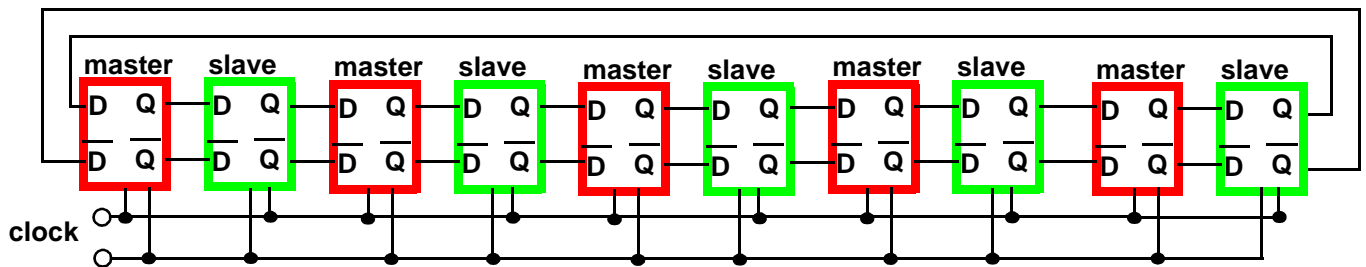 master slave master slave master slave master slave master slave
D Q D Q D Q D Q D Q D Q D Q D Q D Q D Q
D̅ Q̅ D̅ Q̅ D̅ Q̅ D̅ Q̅ D̅ Q̅ D̅ Q̅ D̅ Q̅ D̅ Q̅ D̅ Q̅ D̅ Q̅
clock